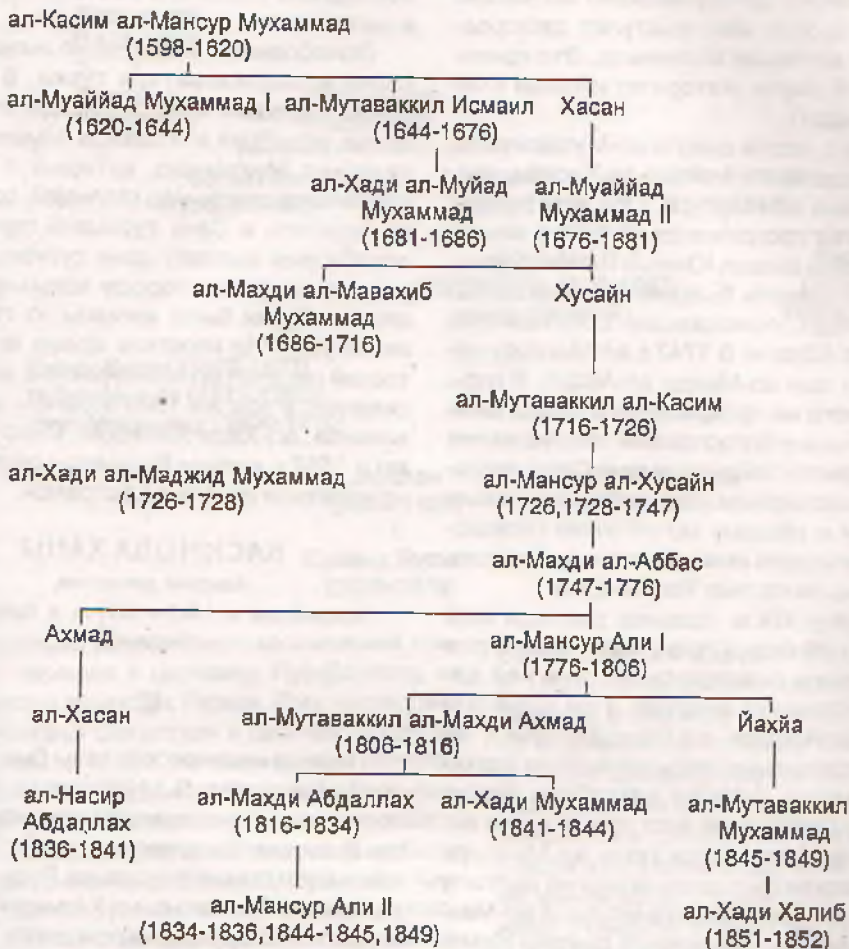 ал-Касим ал-Мансур Мухаммад
(1598-1620)
ал-Муаййад Мухаммад I ал-Мутаваккил Исмаил Хасан
(1620-1644) (1644-1676)
ал-Хади ал-Муйад ал-Муаййад
Мухаммад Мухаммад II
(1681-1686) (1676-1681)
ал-Махди ал-Мавахиб Хусайн
Мухаммад
(1686-1716)
ал-Мутаваккил ал-Касим
(1716-1726)
ал-Хади ал-Маджид Мухаммад ал-Мансур ал-Хусайн
(1726-1728) (1726,1728-1747)
ал-Махди ал-Аббас
(1747-1776)
Ахмад ал-Мансур Али I
(1776-1806)
ал-Хасан ал-Мутаваккил ал-Махди Ахмад Йахйа
(1806-1816)
ал-Насир ал-Махди Абдаллах ал-Хади Мухаммад ал-Мутаваккил
Абдаллах (1816-1834) (1841-1844) Мухаммад
(1836-1841) (1845-1849)
ал-Мансур Али II ал-Хади Халиб
(1834-1836,1844-1845,1849) (1851-1852)